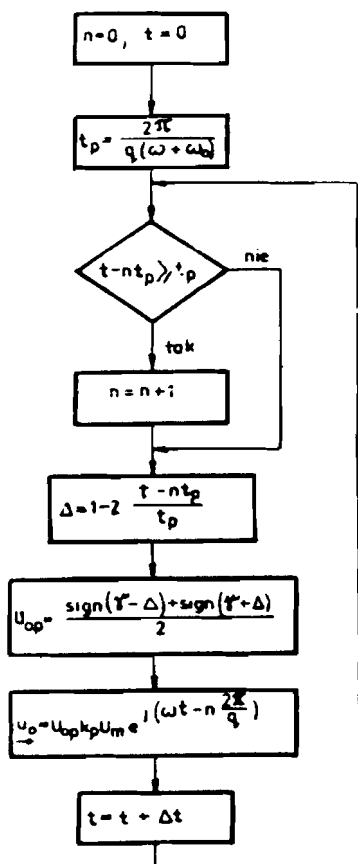 n=0, t=0
t_p = 2π / q(ω + ω_o)
t-nt_p ⩾ t_p
nie
tak
n = n+1
Δ = 1-2 (t - nt_p) / t_p
U_op = (sign(γ - Δ) + sign(γ + Δ)) / 2
u_o = U_op k_p U_m e^j(ωt - n 2π/q)
t = t + Δt